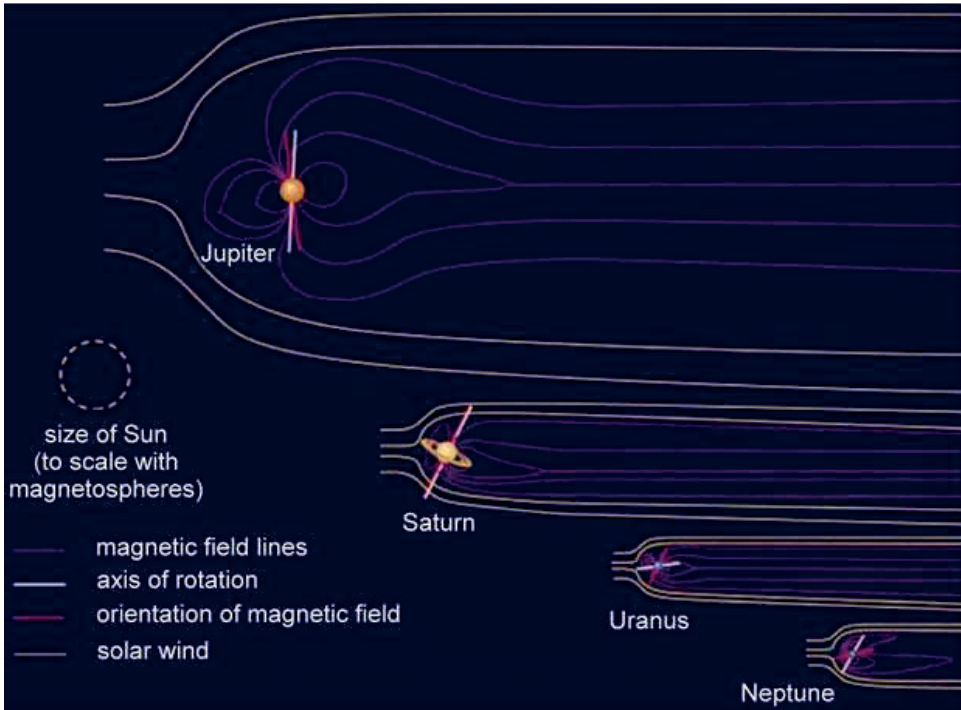 Jupiter
size of Sun
(to scale with
magnetospheres)
Saturn
magnetic field lines
axis of rotation
orientation of magnetic field
solar wind
Uranus
Neptune